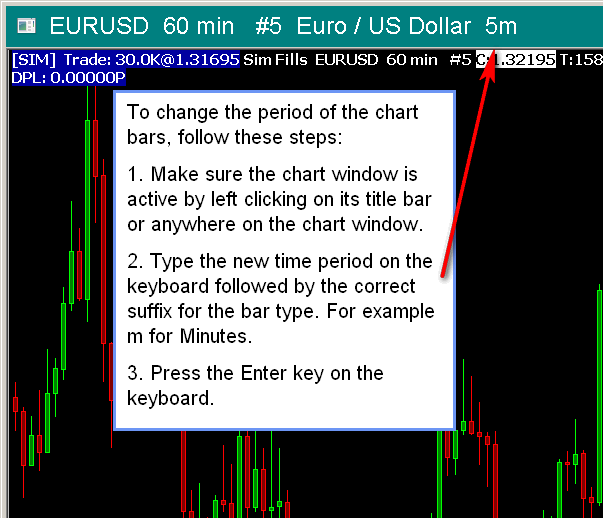 EURUSD 60 min #5 Euro / US Dollar 5m
[SIM] Trade: 30.0K@1.31695 Sim Fills EURUSD 60 min #5 C:1.32195 T:158
DPL: 0.00000P
To change the period of the chart
bars, follow these steps:
1. Make sure the chart window is
active by left clicking on its title bar
or anywhere on the chart window.
2. Type the new time period on the
keyboard followed by the correct
suffix for the bar type. For example
m for Minutes.
3. Press the Enter key on the
keyboard.